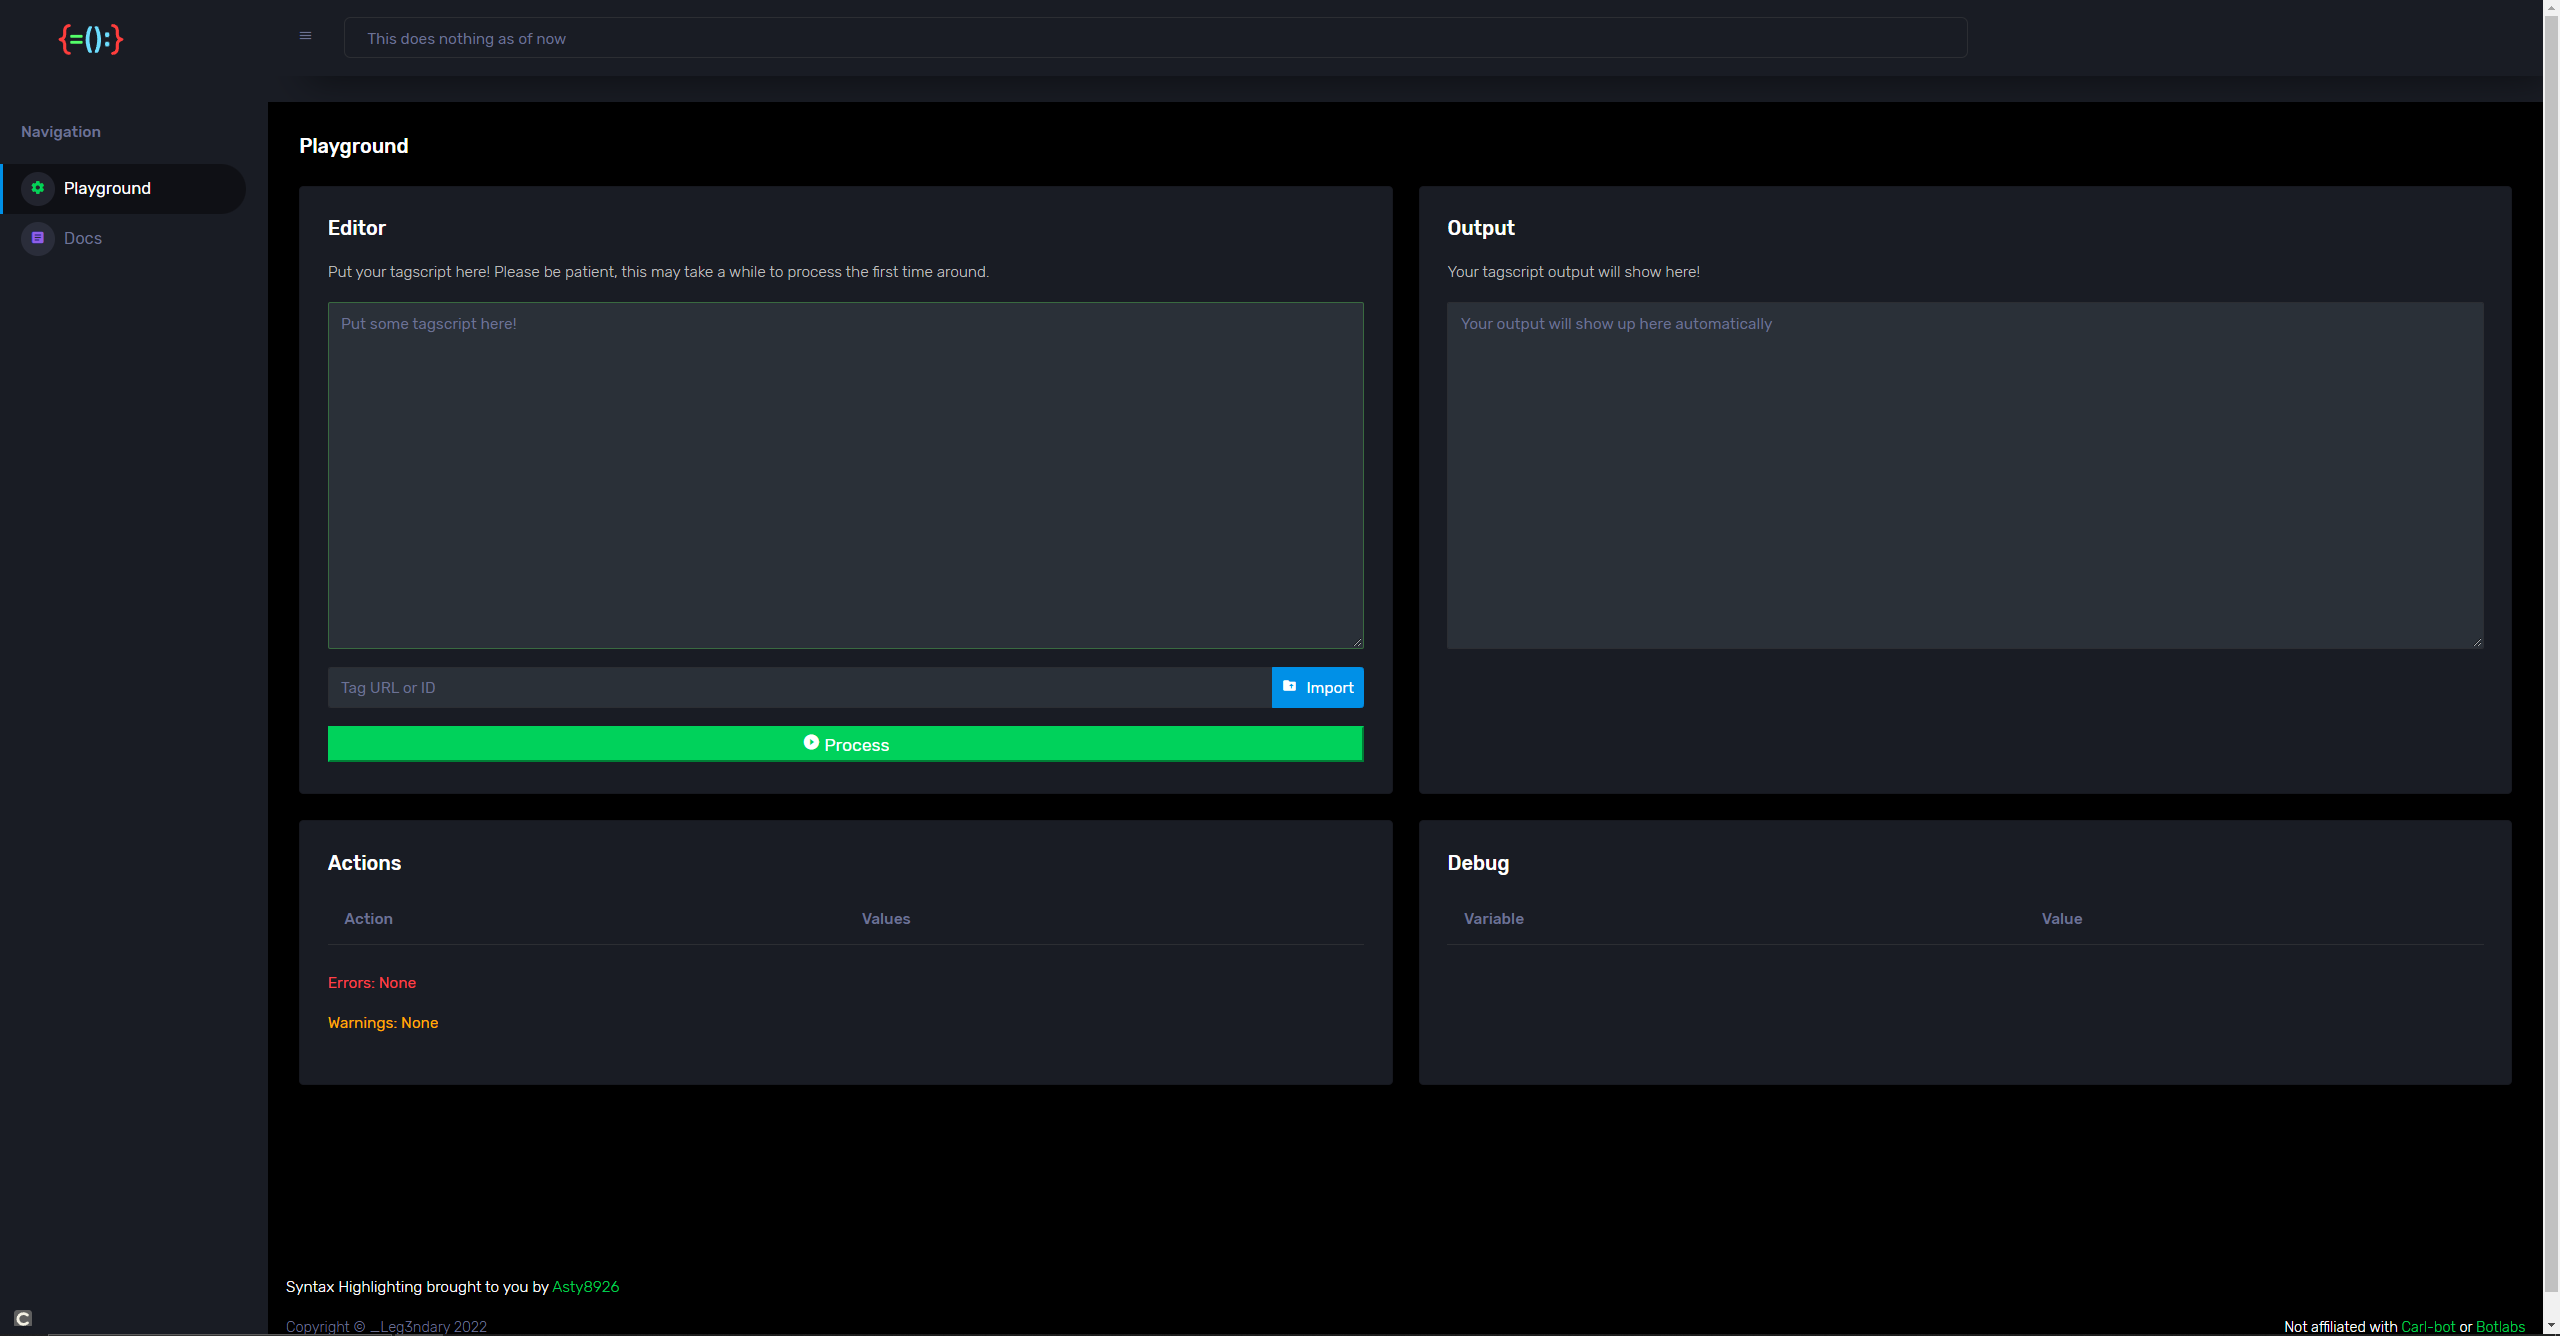 {=():}
This does nothing as of now
Navigation
Playground
Docs
Playground
Editor
Put your tagscript here! Please be patient, this may take a while to process the first time around.
Put some tagscript here!
Tag URL or ID
Import
Process
Output
Your tagscript output will show here!
Your output will show up here automatically
Actions
Action Values
Errors: None
Warnings: None
Debug
Variable Value
Syntax Highlighting brought to you by Asty8926
C
Copyright © _Leg3ndary 2022
Not affiliated with Carl-bot or Botlabs